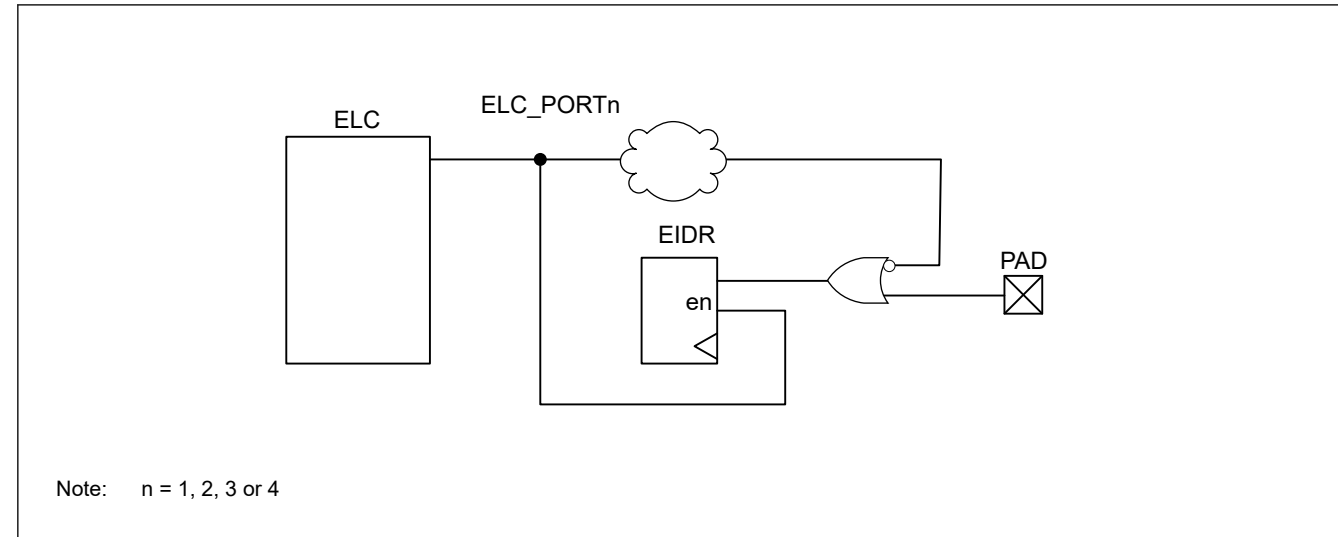 ELC_PORTn
ELC
EIDR
PAD
en
Note: n = 1, 2, 3 or 4